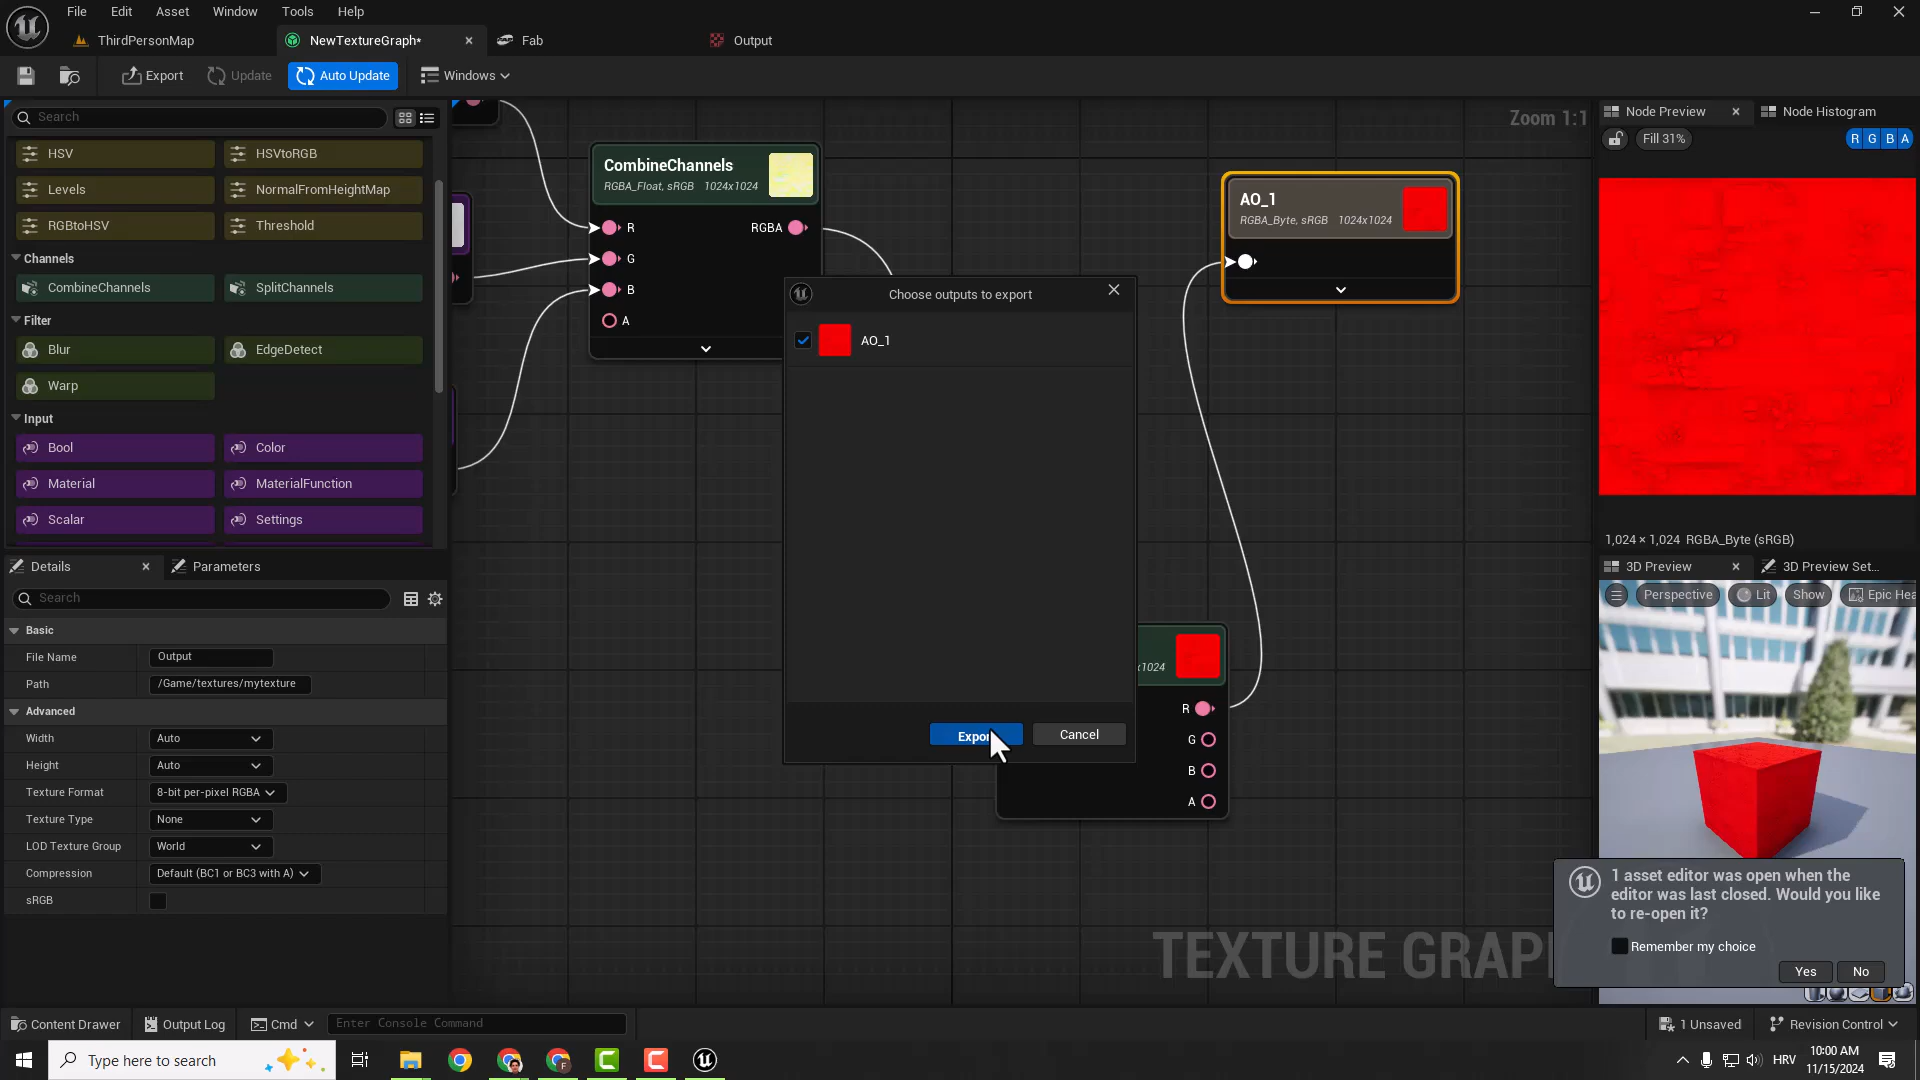 File Edit Asset Window Tools Help
ThirdPersonMap NewTextureGraph* Fab Output
Export Update Auto Update Windows
Search
HSV HSVtoRGB
Levels NormalFromHeightMap
RGBtoHSV Threshold
Channels
CombineChannels SplitChannels
Filter
Blur EdgeDetect
Warp
Input
Bool Color
Material MaterialFunction
Scalar Settings
Details Parameters
Search
Basic
File Name Output
Path /Game/textures/mytexture
Advanced
Width Auto
Height Auto
Texture Format 8-bit per-pixel RGBA
Texture Type None
LOD Texture Group World
Compression Default (BC1 or BC3 with A)
sRGB
Zoom 1:1
CombineChannels
RGBA_Float, sRGB 1024x1024
R RGBA
G
B
A
AO_1
RGBA_Byte, sRGB 1024x1024
Choose outputs to export
AO_1
Cancel
x1024
R
G
B
A
TEXTURE GRAP
Node Preview Node Histogram
Fill 31% R G B A
1,024 × 1,024 RGBA_Byte (sRGB)
3D Preview 3D Preview Set...
Perspective Lit Show Epic Hea
1 asset editor was open when the
editor was last closed. Would you like
to re-open it?
Remember my choice
Yes No
Content Drawer Output Log Cmd Enter Console Command 1 Unsaved Revision Control
Type here to search HRV 10:00 AM
11/15/2024